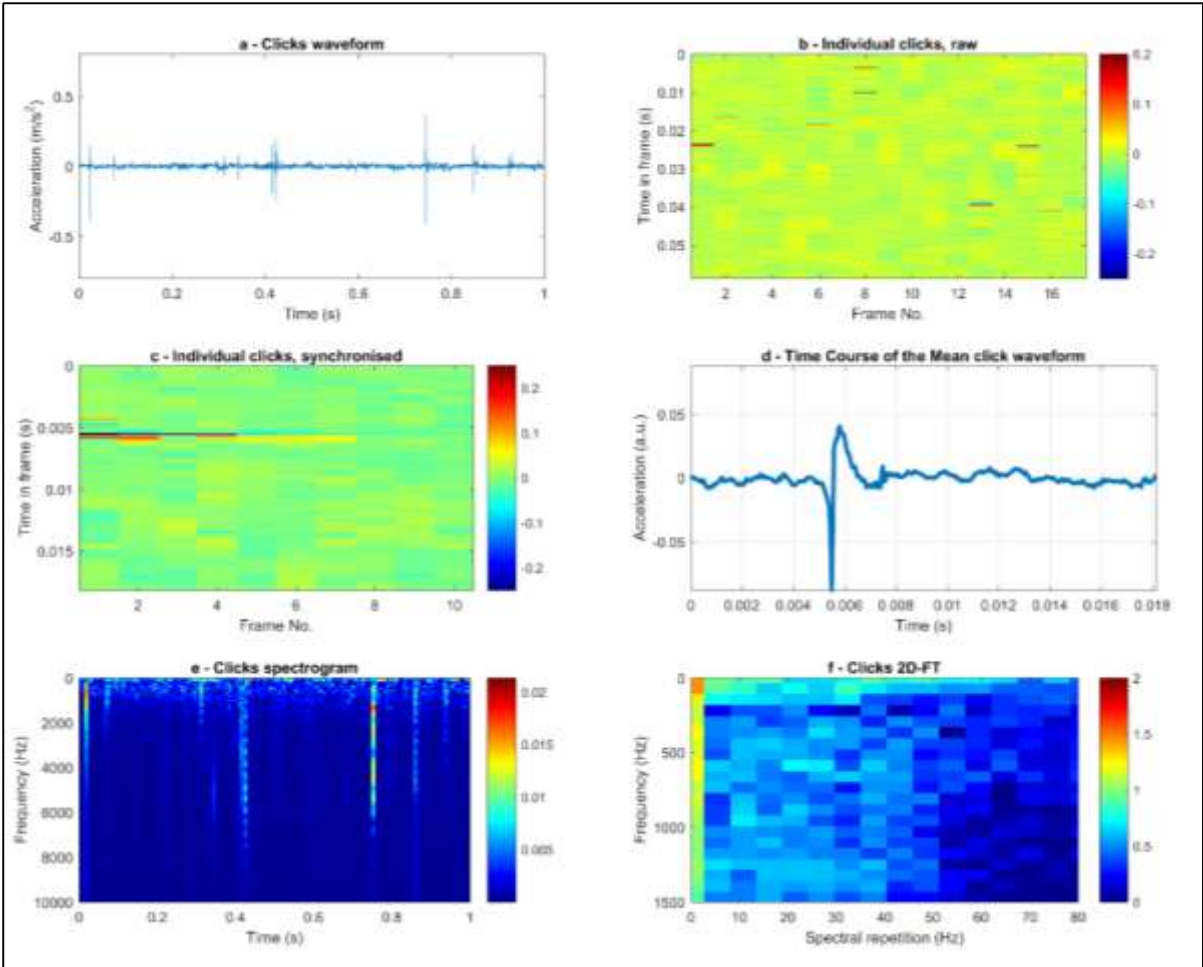 a - Clicks waveform
0.5
0
-0.5
Acceleration (m/s²)
0 0.2 0.4 0.6 0.8 1
Time (s)
b - Individual clicks, raw
0
0.01
0.02
0.03
0.04
0.05
Time in frame (s)
2 4 6 8 10 12 14 16
Frame No.
0.2
0.1
0
-0.1
-0.2
c - Individual clicks, synchronised
0
0.005
0.01
0.015
Time in frame (s)
2 4 6 8 10
Frame No.
0.2
0.1
0
-0.1
-0.2
d - Time Course of the Mean click waveform
0.05
0
-0.05
Acceleration (a.u.)
0 0.002 0.004 0.006 0.008 0.01 0.012 0.014 0.016 0.018
Time (s)
e - Clicks spectrogram
0
2000
4000
6000
8000
10000
Frequency (Hz)
0 0.2 0.4 0.6 0.8 1
Time (s)
0.02
0.015
0.01
0.005
f - Clicks 2D-FT
0
500
1000
1500
Frequency (Hz)
0 10 20 30 40 50 60 70 80
Spectral repetition (Hz)
2
1.5
1
0.5
0